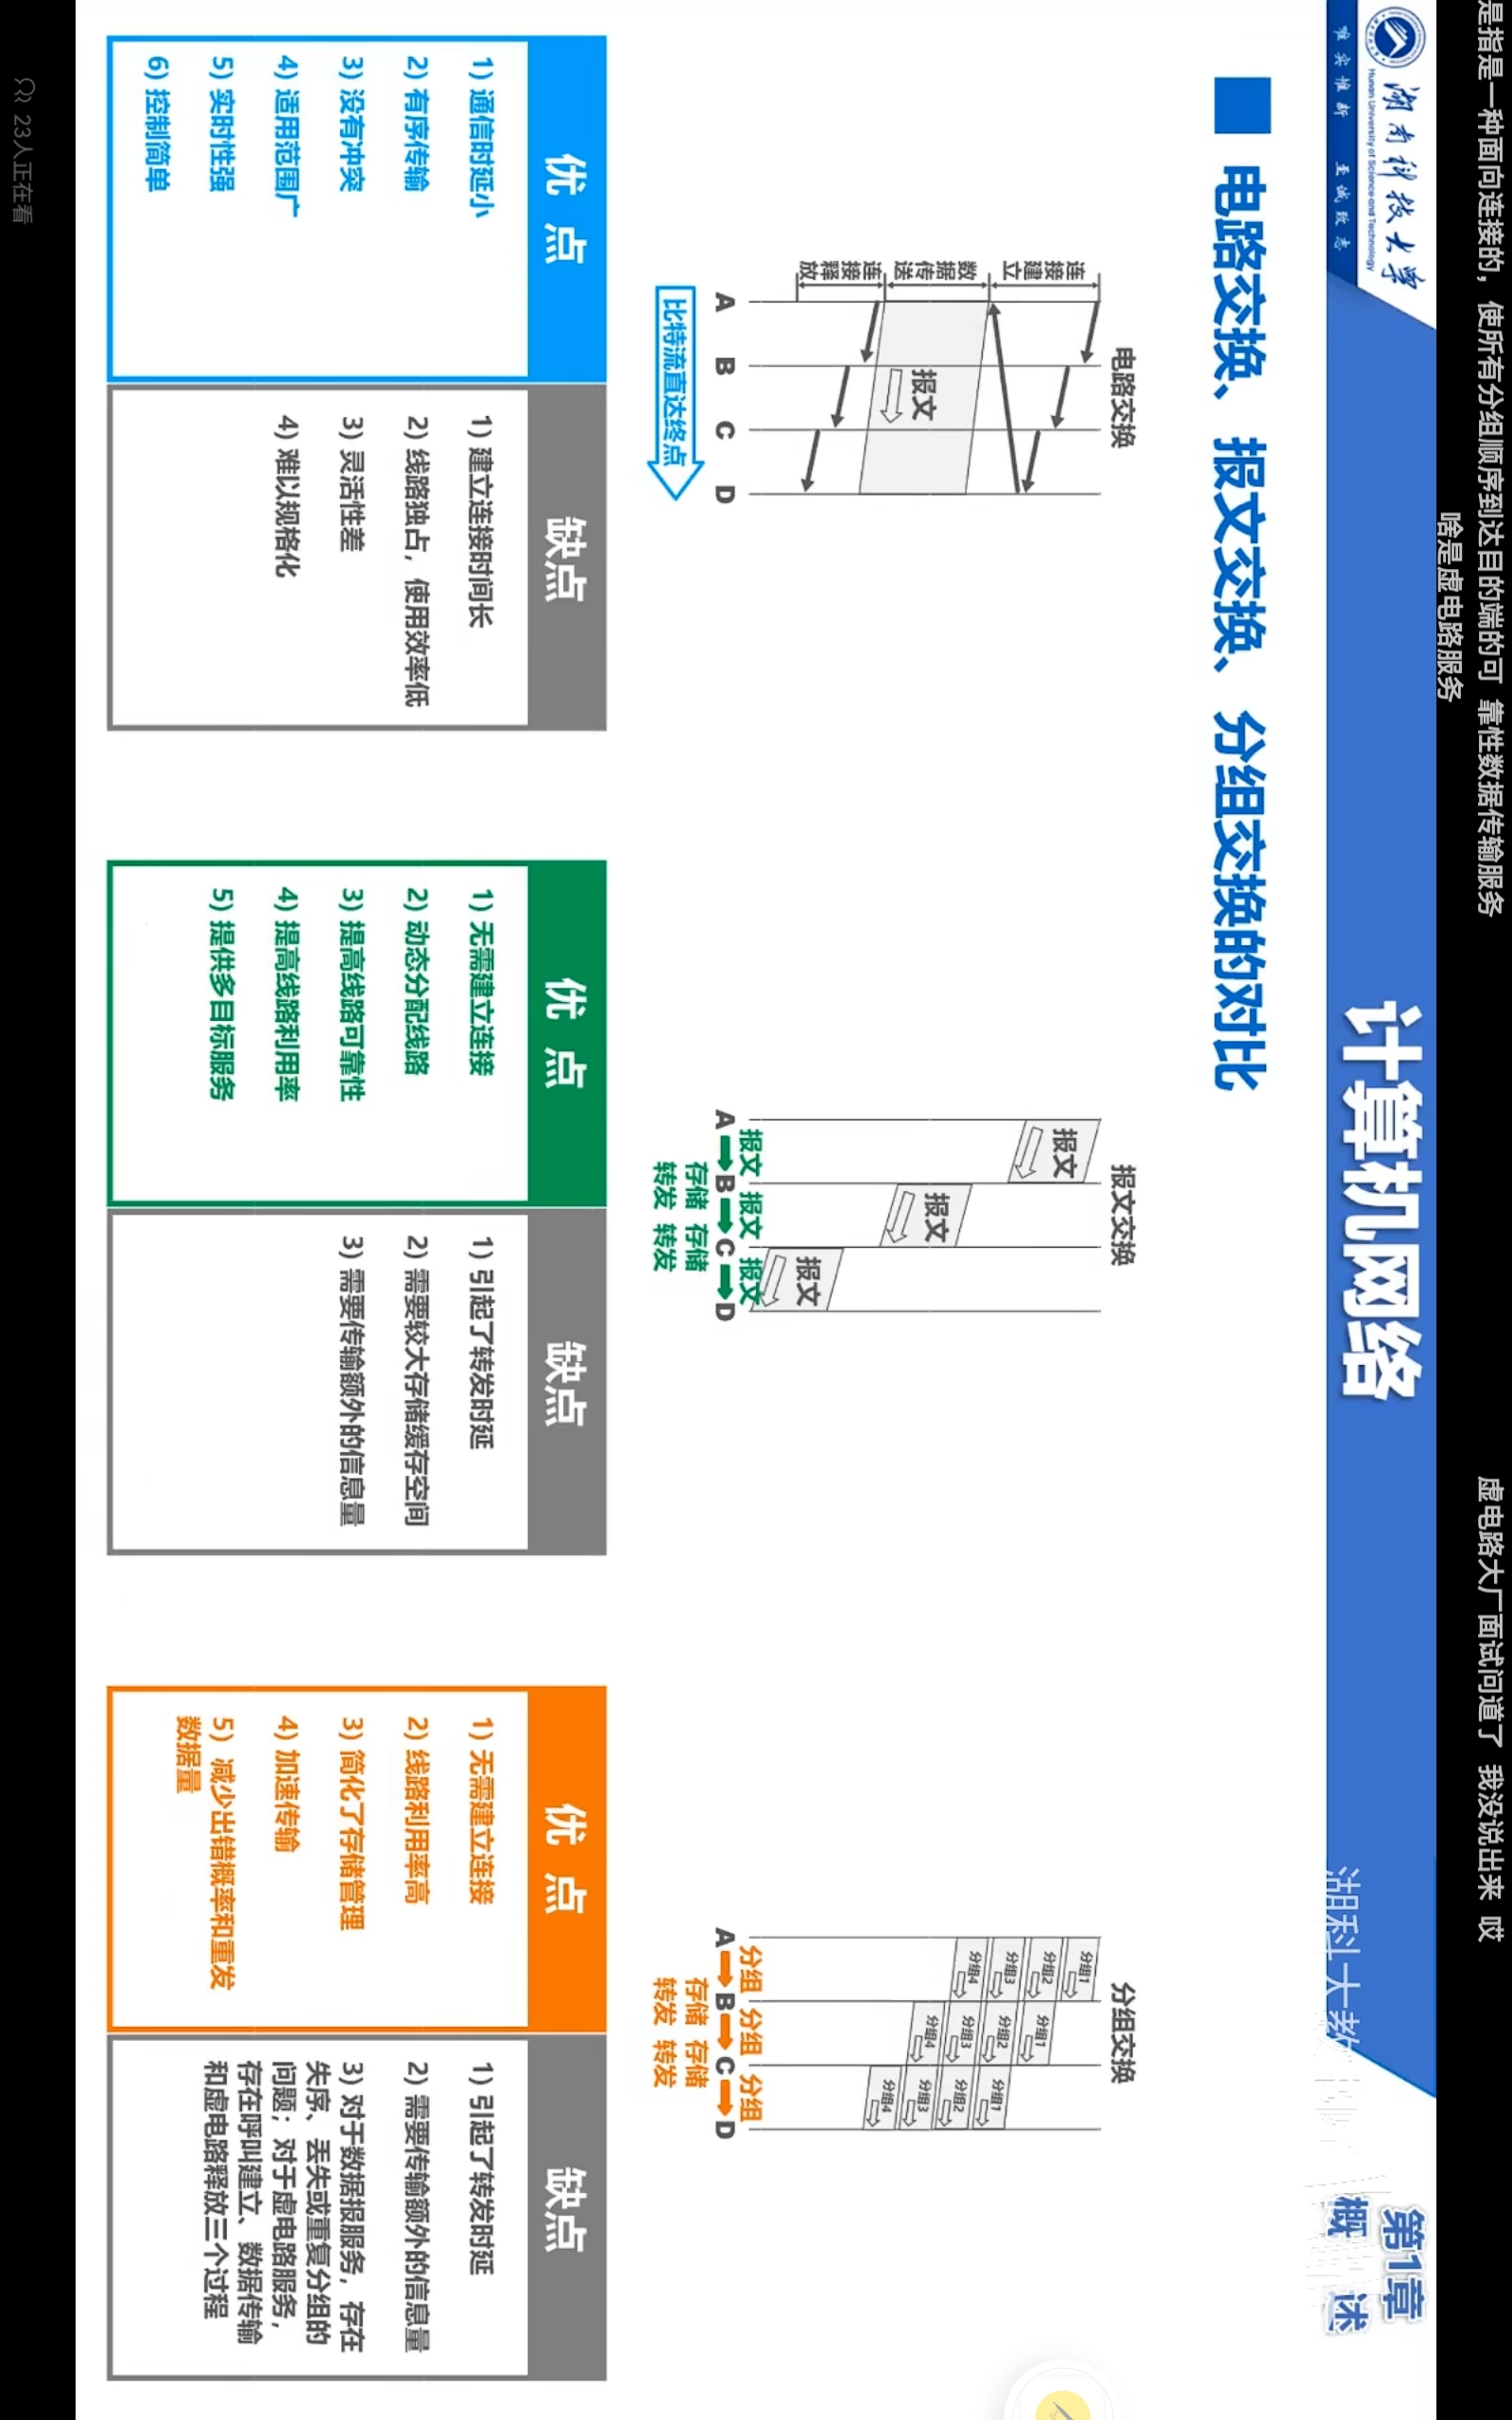 是指是一种面向连接的，使所有分组顺序到达目的端的可 靠性数据传输服务
虚电路大厂面试问道了 我没说出来 哎
啥是虚电路服务
湖南科技大学
Hunan University of Science and Technology
唯实惟新 至诚致志
计算机网络
湖科大教
第1章
概 述
电路交换、报文交换、分组交换的对比
电路交换
连接建立
数据传送
连接释放
报文
A B C D
比特流直达终点
报文交换
报文
报文
报文
报文 报文 报文
A B C D
存储 存储
转发 转发
分组交换
分组1
分组2
分组3
分组4
分组1
分组2
分组3
分组4
分组1
分组2
分组3
分组4
分组 分组 分组
A B C D
存储 存储
转发 转发
优 点
1) 通信时延小
2) 有序传输
3) 没有冲突
4) 适用范围广
5) 实时性强
6) 控制简单
缺点
1) 建立连接时间长
2) 线路独占，使用效率低
3) 灵活性差
4) 难以规格化
优 点
1) 无需建立连接
2) 动态分配线路
3) 提高线路可靠性
4) 提高线路利用率
5) 提供多目标服务
缺点
1) 引起了转发时延
2) 需要较大存储缓存空间
3) 需要传输额外的信息量
优 点
1) 无需建立连接
2) 线路利用率高
3) 简化了存储管理
4) 加速传输
5）减少出错概率和重发
数据量
缺点
1) 引起了转发时延
2) 需要传输额外的信息量
3) 对于数据报服务，存在
失序、丢失或重复分组的
问题；对于虚电路服务，
存在呼叫建立、数据传输
和虚电路释放三个过程
23人正在看